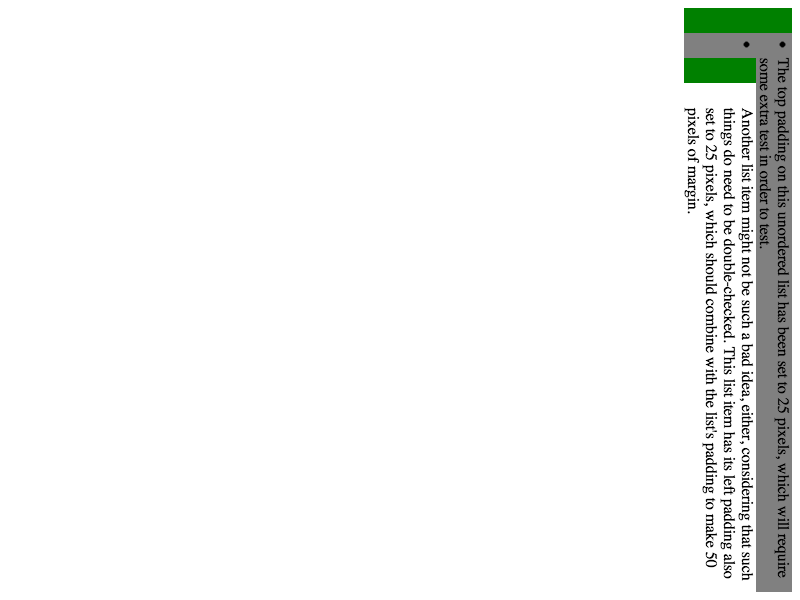 • The top padding on this unordered list has been set to 25 pixels, which will require
some extra test in order to test.
• Another list item might not be such a bad idea, either, considering that such
things do need to be double-checked. This list item has its left padding also
set to 25 pixels, which should combine with the list's padding to make 50
pixels of margin.